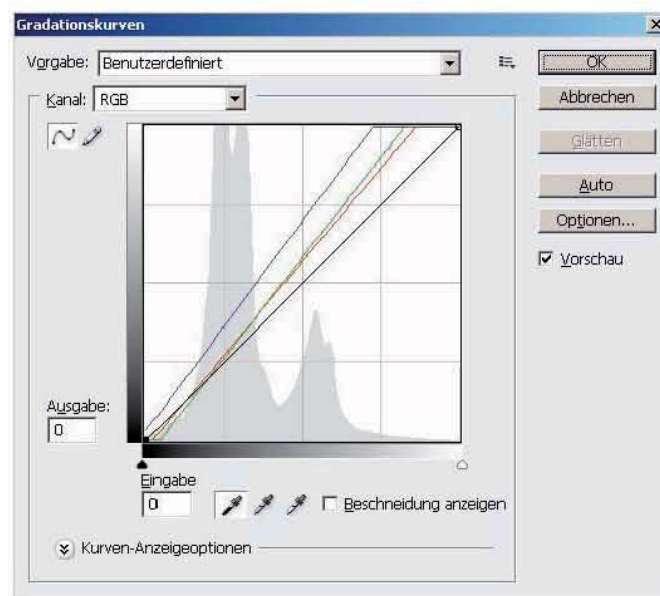 Gradationskurven
Vorgabe: Benutzerdefiniert
OK
Kanal: RGB
Abbrechen
Glätten
Auto
Optionen...
Vorschau
Ausgabe:
0
Eingabe
0
Beschneidung anzeigen
Kurven-Anzeigeoptionen